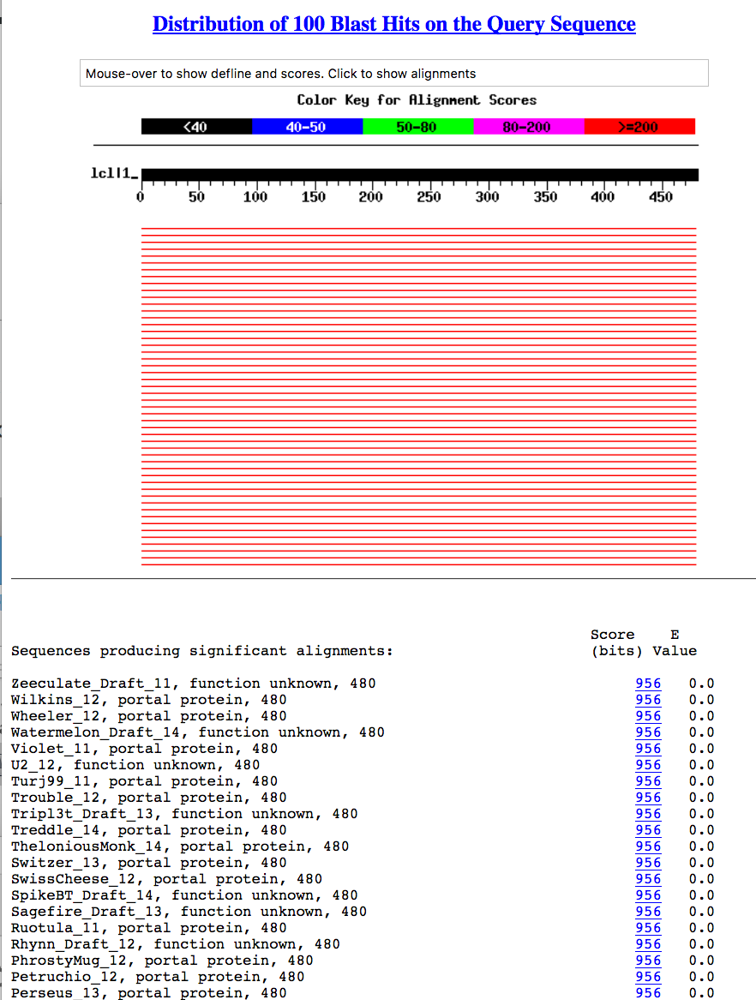 Distribution of 100 Blast Hits on the Query Sequence
Mouse-over to show defline and scores. Click to show alignments
Color Key for Alignment Scores
<40 40-50 50-80 80-200 >=200
lcl|1_
0 50 100 150 200 250 300 350 400 450
Score E
Sequences producing significant alignments: (bits) Value
Zeeculate_Draft_11, function unknown, 480 956 0.0
Wilkins_12, portal protein, 480 956 0.0
Wheeler_12, portal protein, 480 956 0.0
Watermelon_Draft_14, function unknown, 480 956 0.0
Violet_11, portal protein, 480 956 0.0
U2_12, function unknown, 480 956 0.0
Turj99_11, portal protein, 480 956 0.0
Trouble_12, portal protein, 480 956 0.0
Tripl3t_Draft_13, function unknown, 480 956 0.0
Treddle_14, portal protein, 480 956 0.0
TheloniousMonk_14, portal protein, 480 956 0.0
Switzer_13, portal protein, 480 956 0.0
SwissCheese_12, portal protein, 480 956 0.0
SpikeBT_Draft_14, function unknown, 480 956 0.0
Sagefire_Draft_13, function unknown, 480 956 0.0
Ruotula_11, portal protein, 480 956 0.0
Rhynn_Draft_12, function unknown, 480 956 0.0
PhrostyMug_12, portal protein, 480 956 0.0
Petruchio_12, portal protein, 480 956 0.0
Perseus_13, portal protein, 480 956 0.0